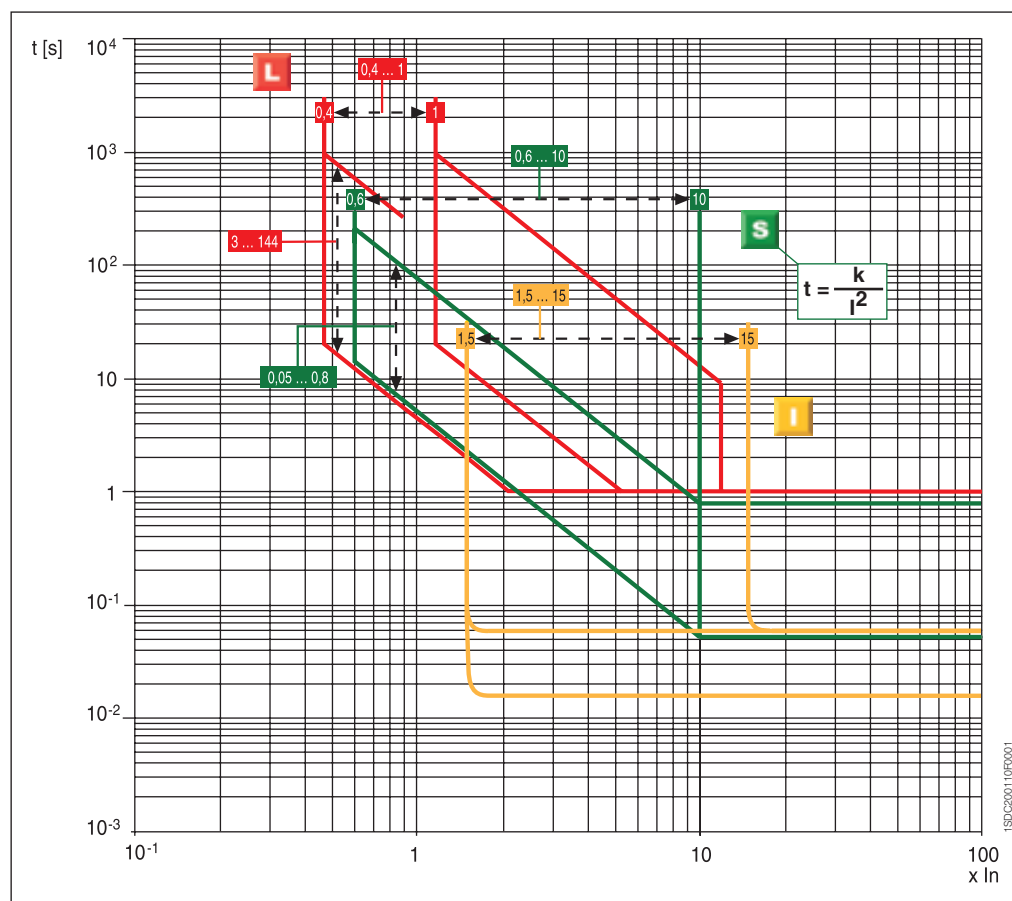 t [s]
10⁴
L
0,4 ... 1
0,4
1
10³
0,6 ... 10
0,6
10
S
3 ... 144
10²
t = k / I²
1,5 ... 15
1,5
15
0,05 ... 0,8
10
I
1
10⁻¹
10⁻²
10⁻³
10⁻¹
1
10
100
x In
1SDC200110F0001